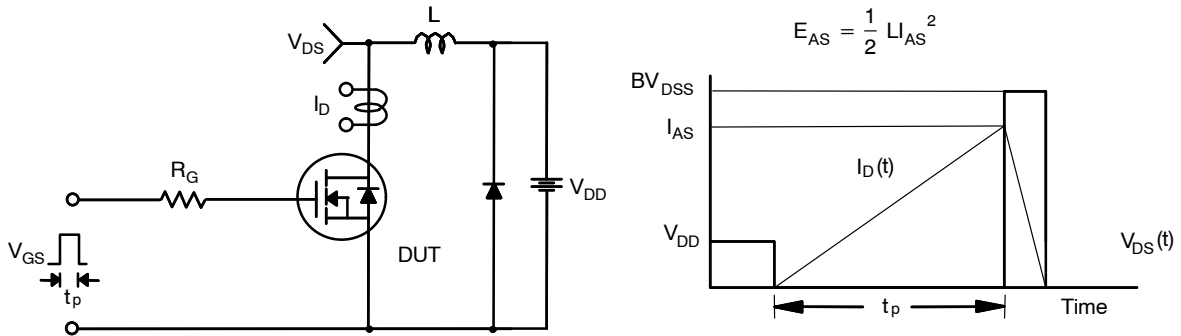 L
V_DS
I_D
R_G
V_GS
t_p
DUT
V_DD
E_AS = 1/2 LI_AS^2
BV_DSS
I_AS
I_D(t)
V_DD
V_DS(t)
t_p
Time